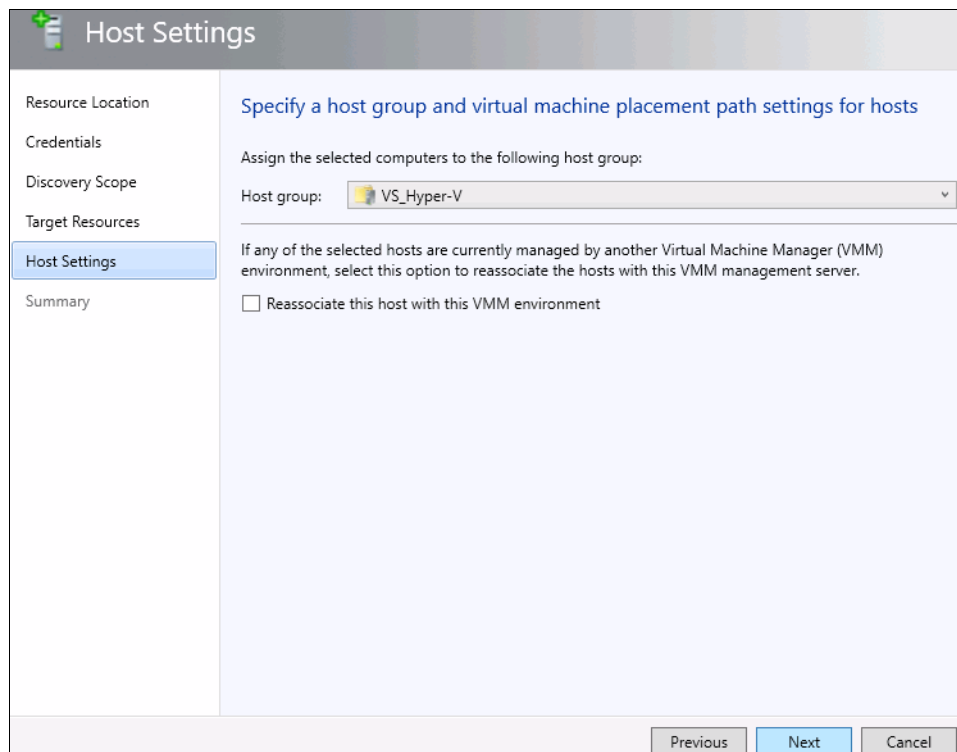 Host Settings
Resource Location
Credentials
Discovery Scope
Target Resources
Host Settings
Summary
Specify a host group and virtual machine placement path settings for hosts
Assign the selected computers to the following host group:
Host group: VS_Hyper-V
If any of the selected hosts are currently managed by another Virtual Machine Manager (VMM)
environment, select this option to reassociate the hosts with this VMM management server.
Reassociate this host with this VMM environment
Previous Next Cancel